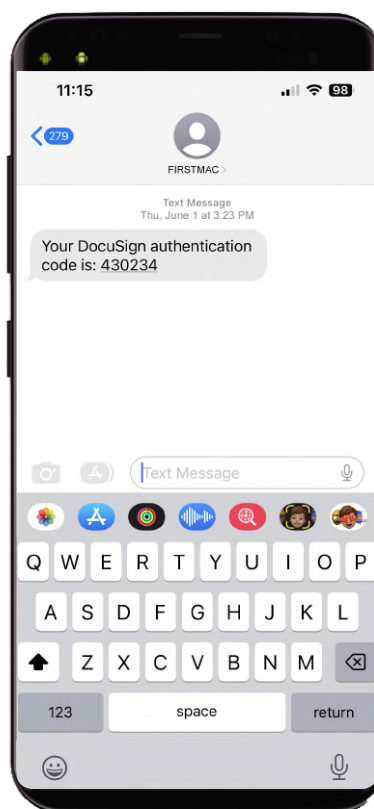 11:15
98
279
FIRSTMAC >
Text Message
Thu, June 1 at 3:23 PM
Your DocuSign authentication
code is: 430234
Text Message
Q W E R T Y U I O P
A S D F G H J K L
Z X C V B N M
123 space return